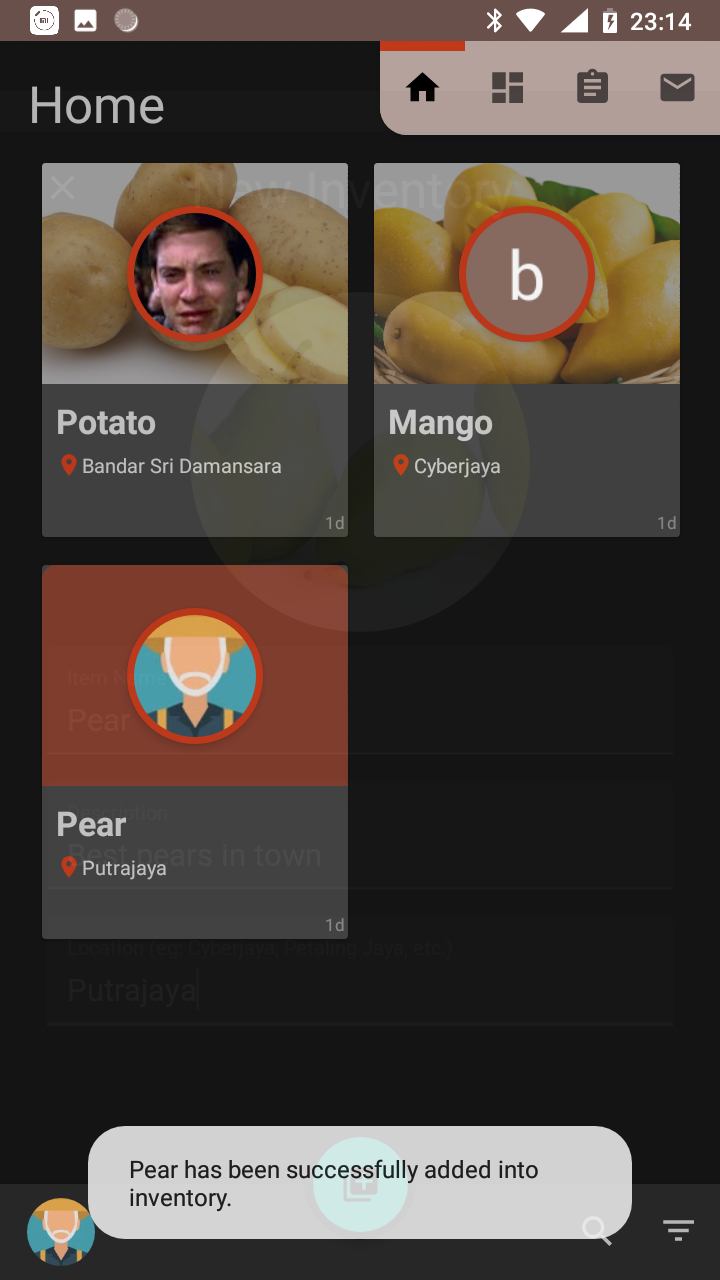 23:14
Home
New Inventory
Potato
Bandar Sri Damansara
1d
b
Mango
Cyberjaya
1d
Item Name
Pear
Pear
Putrajaya
1d
Description
Best pears in town
Location (eg: Cyberjaya, Petaling Jaya, etc.)
Putrajaya
Pear has been successfully added into
inventory.